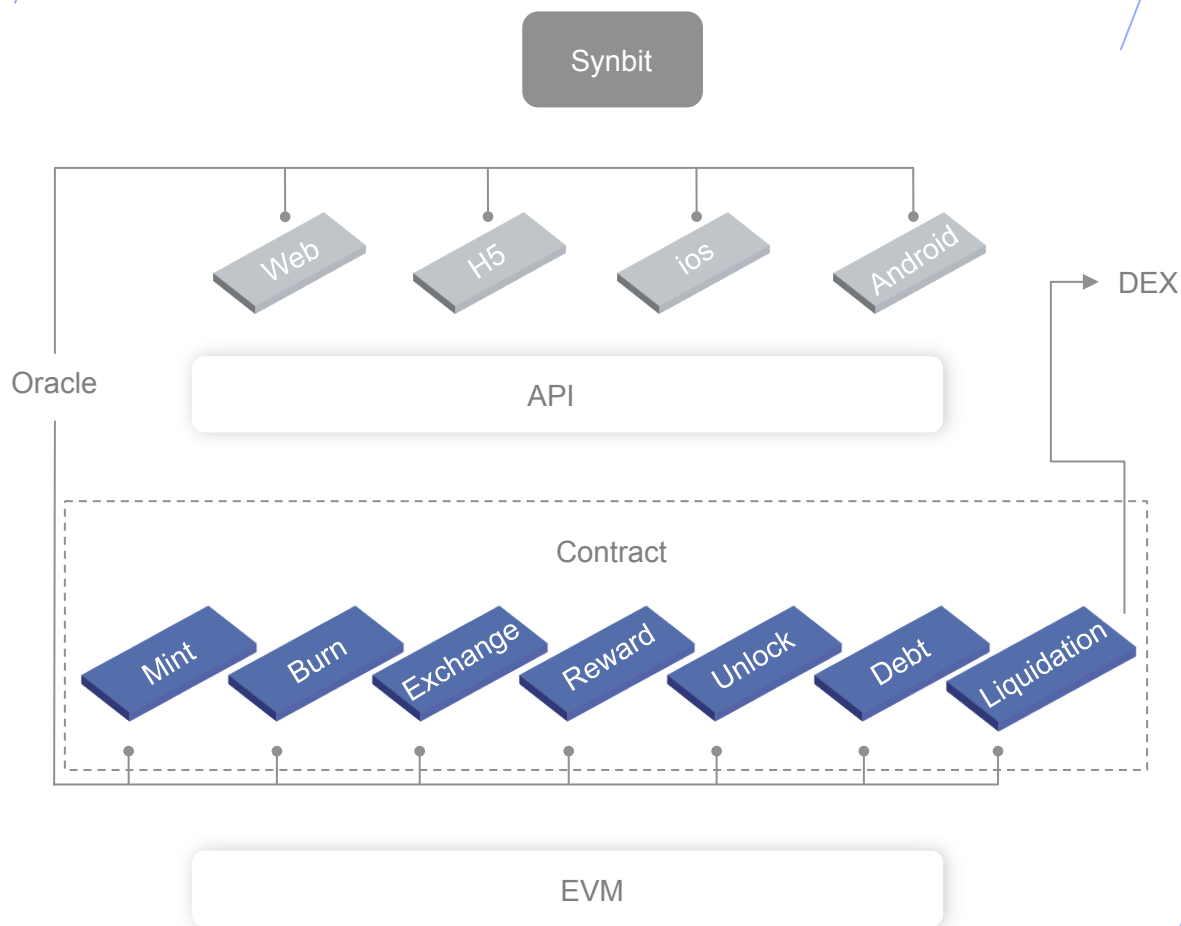 Synbit
Web
H5
ios
Android
DEX
Oracle
API
Contract
Mint
Burn
Exchange
Reward
Unlock
Debt
Liquidation
EVM